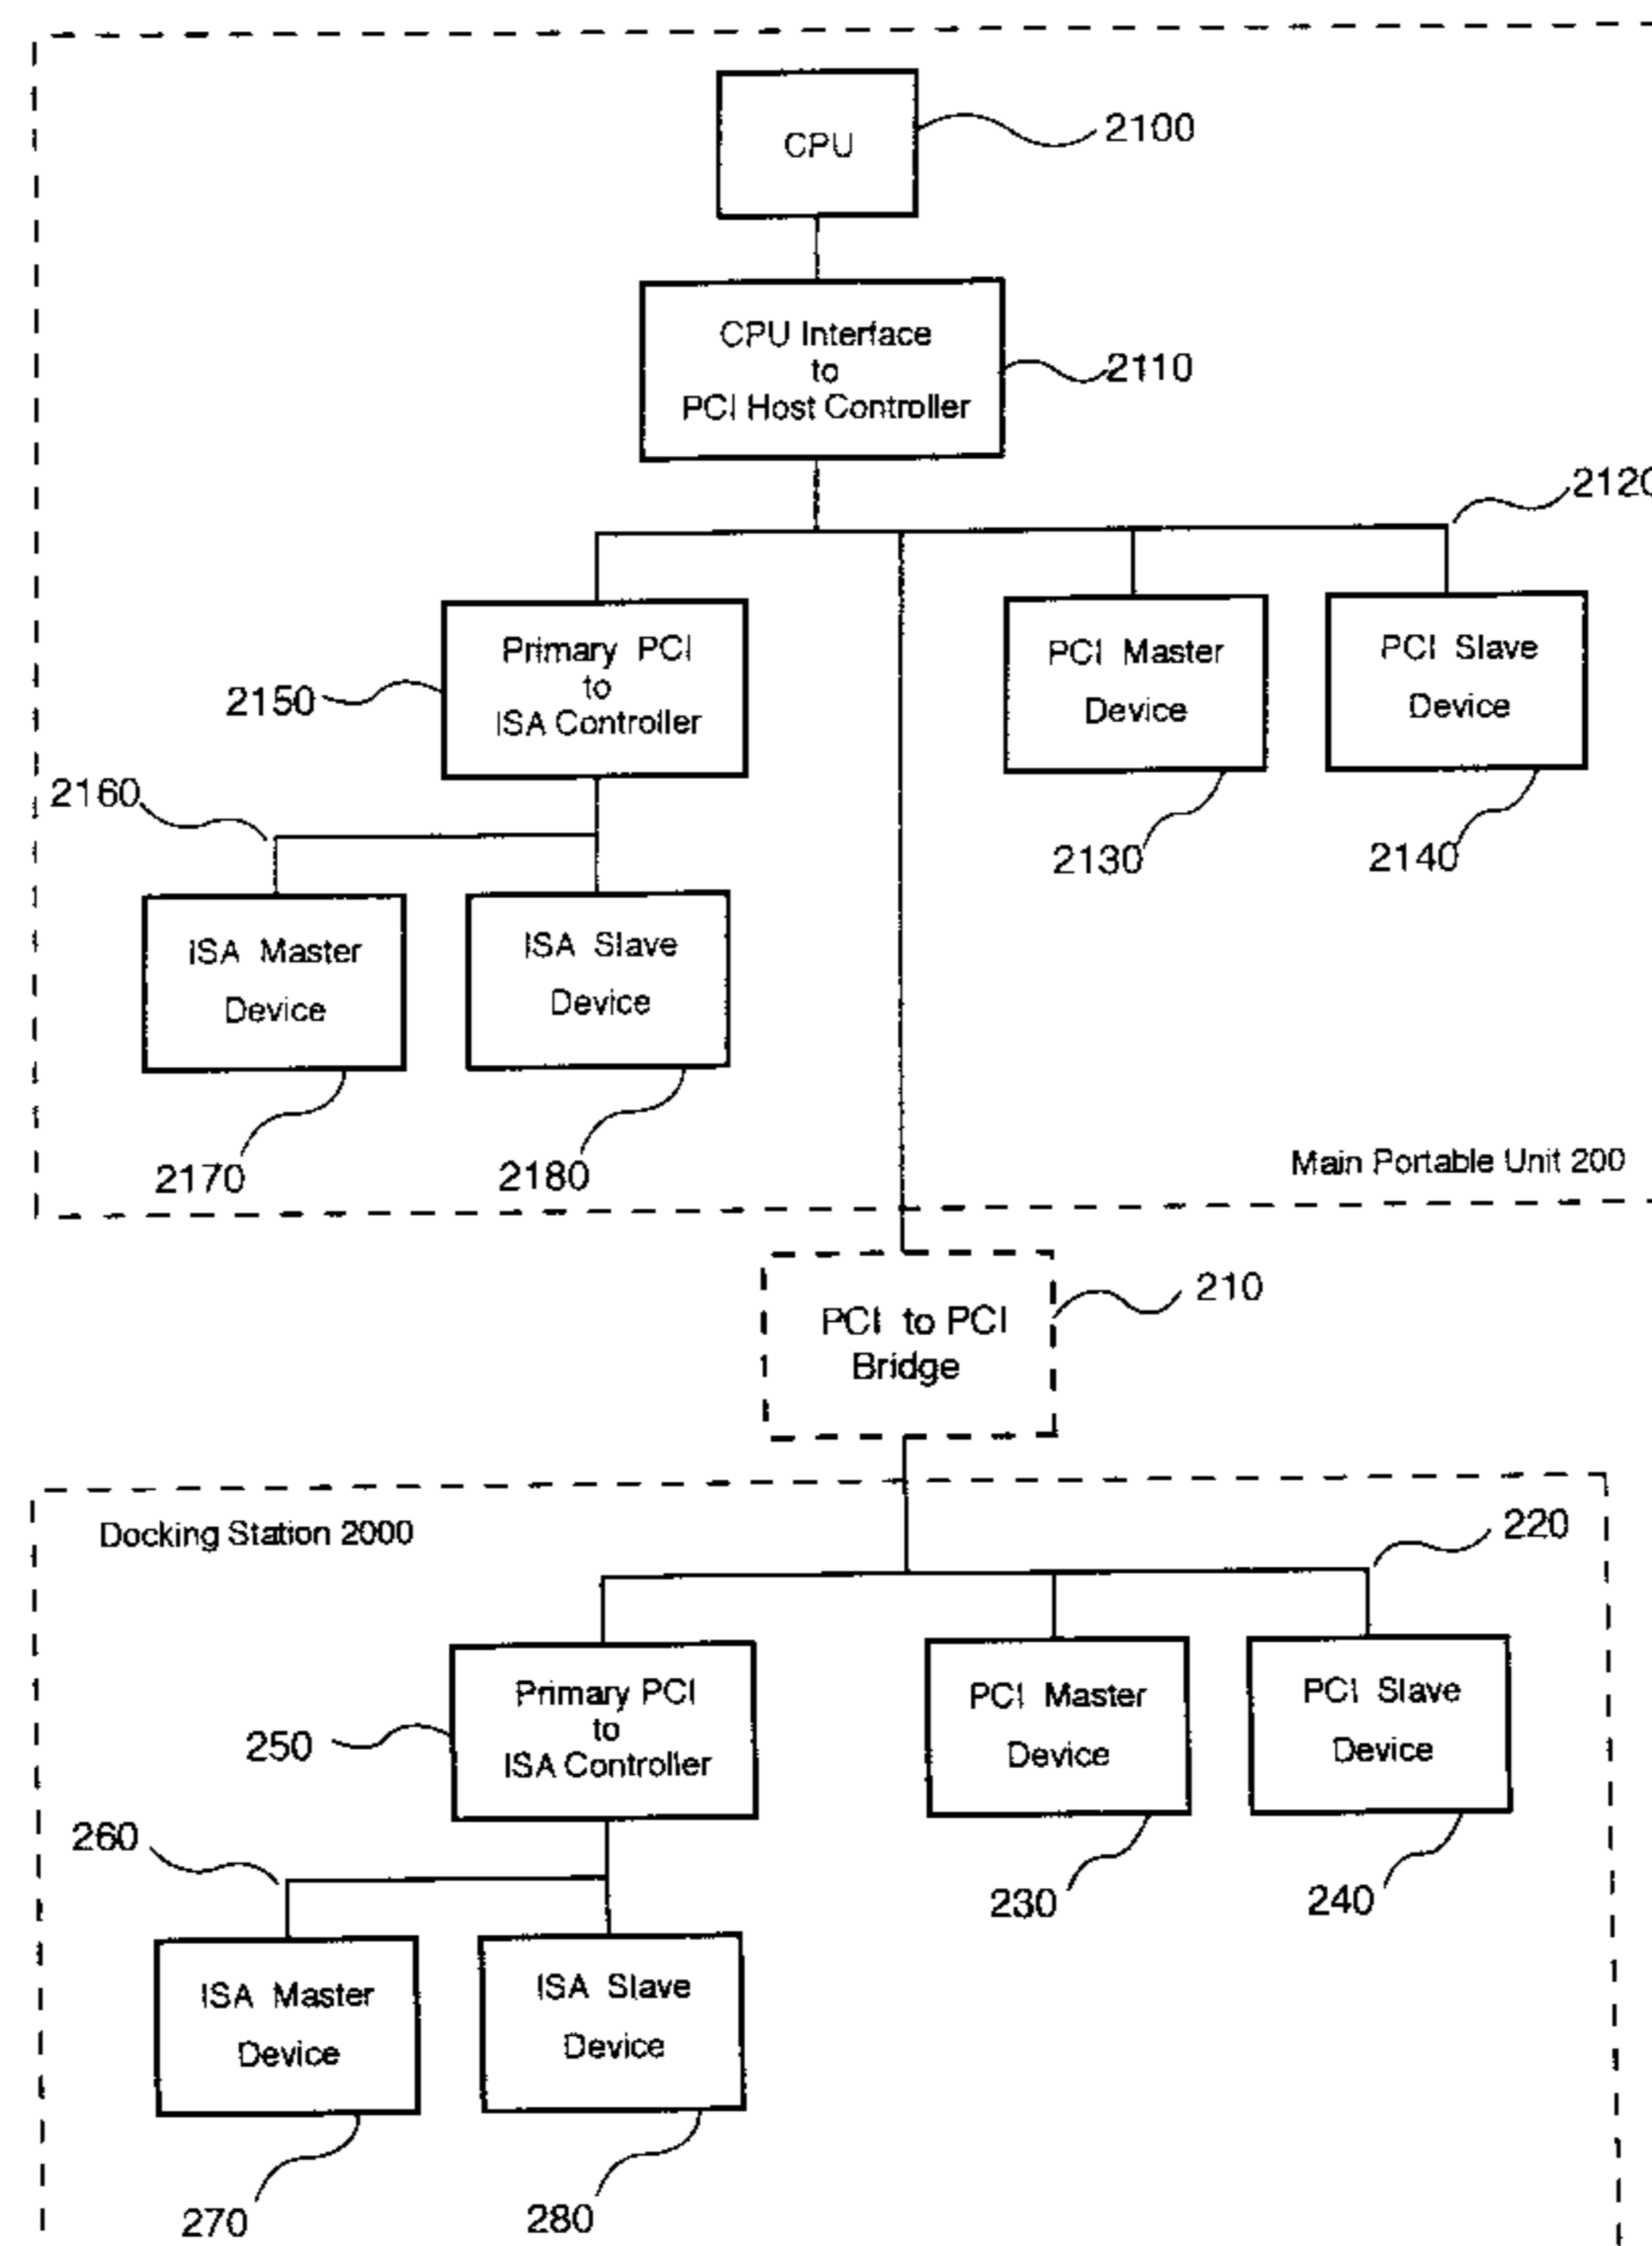 CPU
2100
CPU Interface
to
PCI Host Controller
2110
2120
Primary PCI
to
ISA Controller
2150
PCI Master
Device
PCI Slave
Device
2130
2140
2160
ISA Master
Device
ISA Slave
Device
2170
2180
Main Portable Unit 200
PCI to PCI
Bridge
210
Docking Station 2000
220
Primary PCI
to
ISA Controller
250
PCI Master
Device
PCI Slave
Device
230
240
260
ISA Master
Device
ISA Slave
Device
270
280